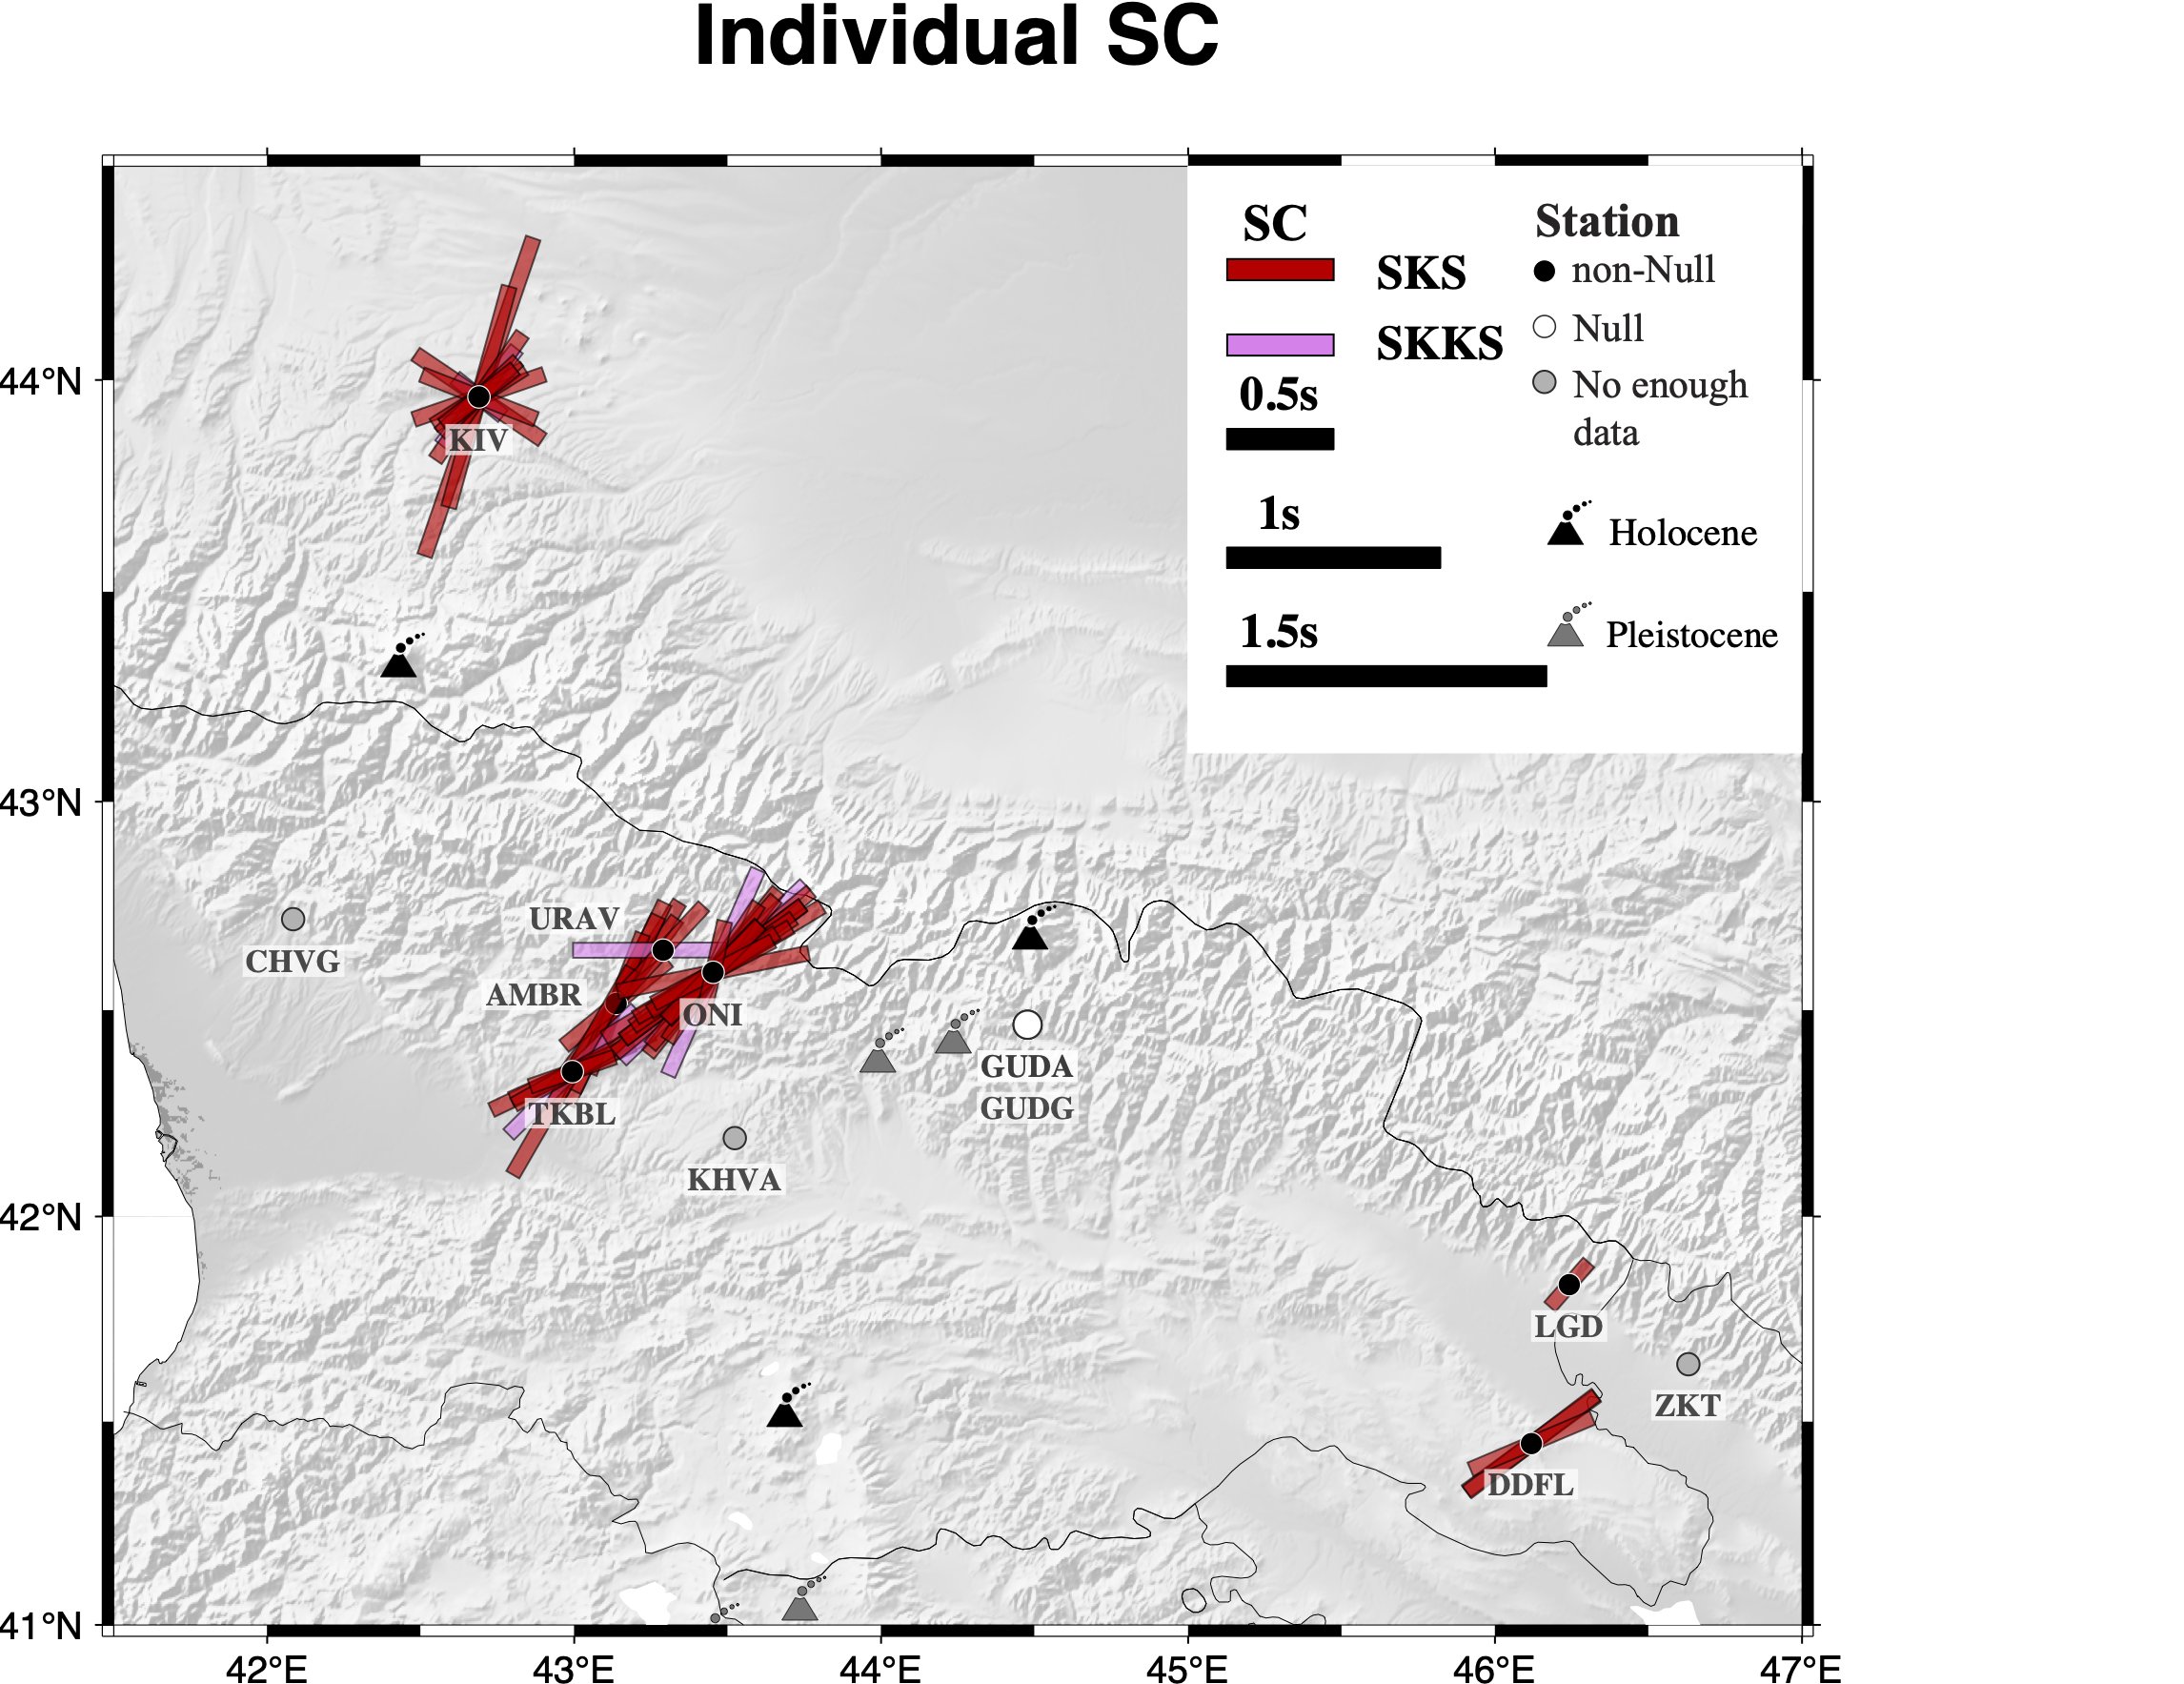 Individual SC
SC
SKS
SKKS
0.5s
1s
1.5s
Station
non-Null
Null
No enough
data
Holocene
Pleistocene
44°N
43°N
42°N
41°N
KIV
URAV
CHVG
AMBR
ONI
GUDA
GUDG
TKBL
KHVA
LGD
ZKT
DDFL
42°E
43°E
44°E
45°E
46°E
47°E